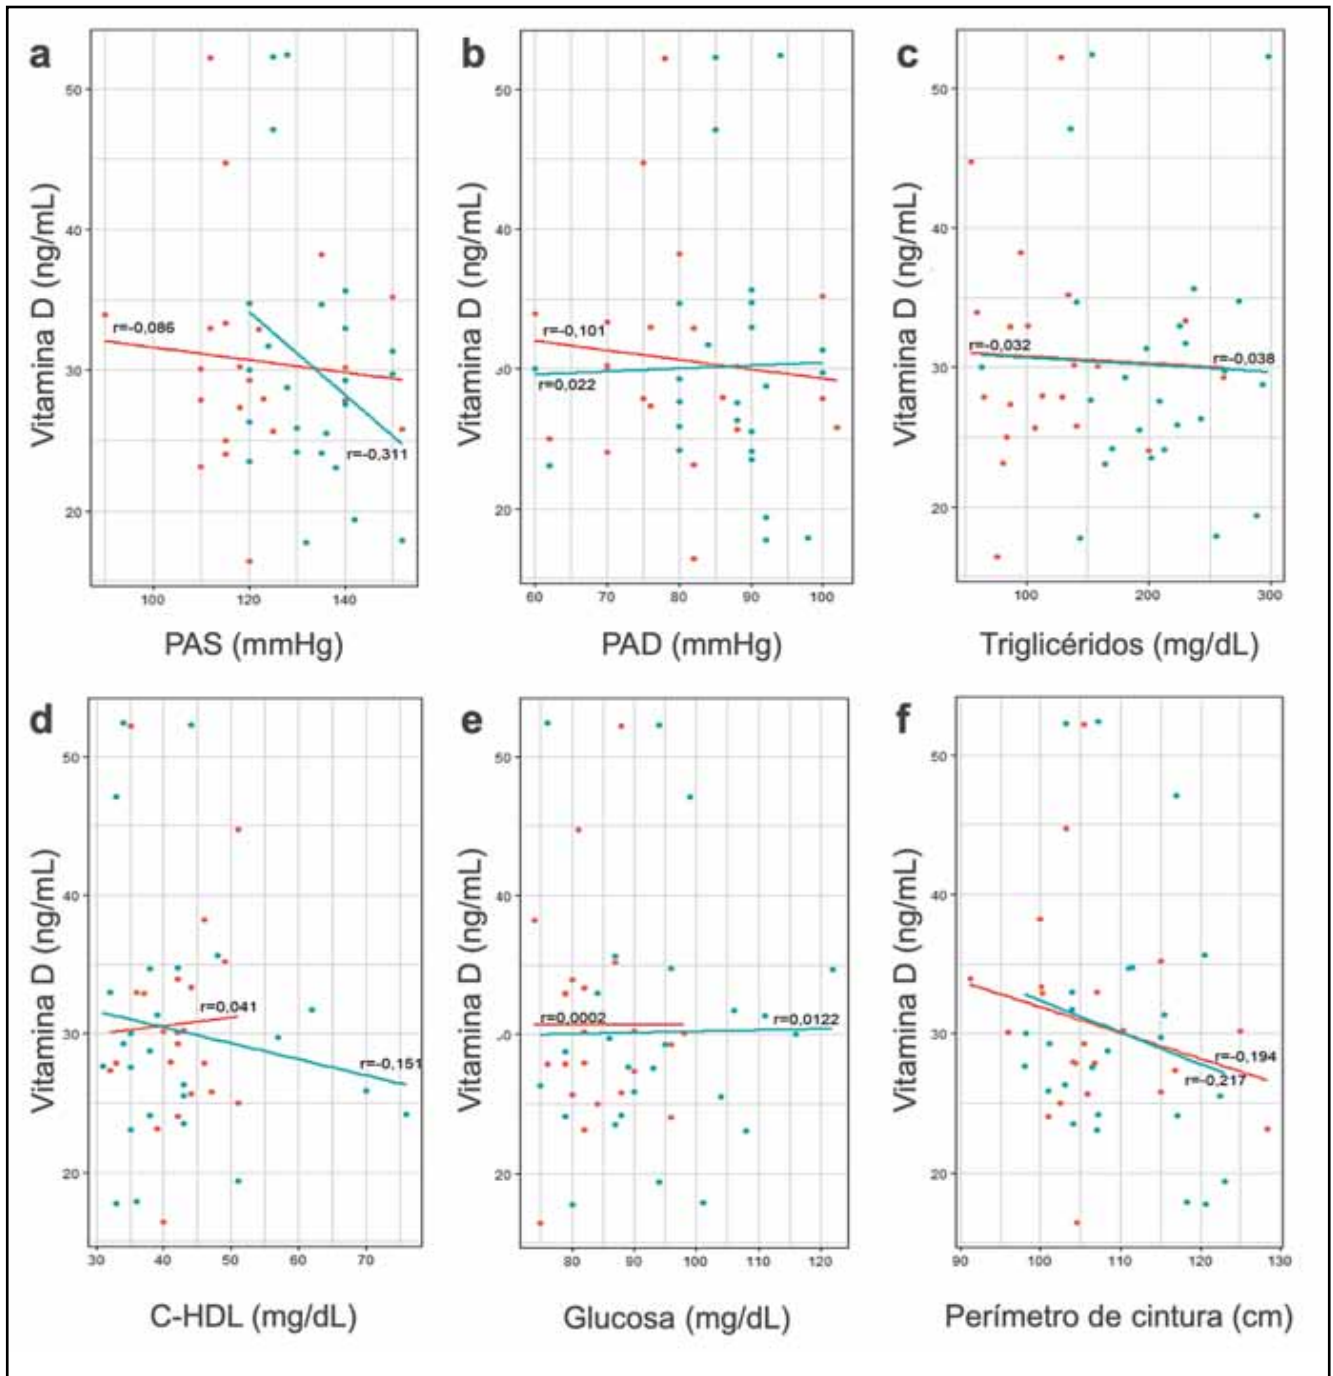 a
Vitamina D (ng/mL)
50
40
30
20
r=-0,086
r=-0,311
100
120
140
PAS (mmHg)
b
Vitamina D (ng/mL)
50
40
30
20
r=-0,101
r=0,022
60
70
80
90
100
PAD (mmHg)
c
Vitamina D (ng/mL)
50
40
30
20
r=-0,032
r=-0,038
100
200
300
Triglicéridos (mg/dL)
d
Vitamina D (ng/mL)
50
40
30
20
r=0,041
r=-0,151
30
40
50
60
70
C-HDL (mg/dL)
e
Vitamina D (ng/mL)
50
40
30
20
r=0,0002
r=0,0122
80
90
100
110
120
Glucosa (mg/dL)
f
Vitamina D (ng/mL)
50
40
30
20
r=-0,194
r=-0,217
90
100
110
120
130
Perímetro de cintura (cm)